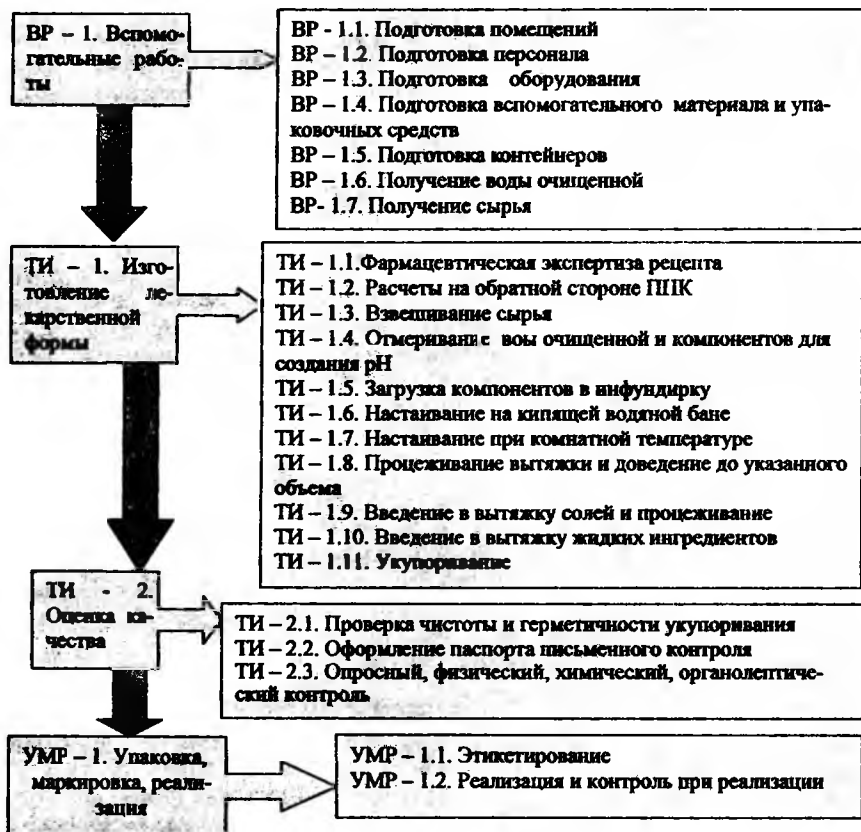 ВР – 1. Вспомо-
гательные рабо-
ты
ВР - 1.1. Подготовка помещений
ВР – 1.2. Подготовка персонала
ВР – 1.3. Подготовка оборудования
ВР – 1.4. Подготовка вспомогательного материала и упа-
ковочных средств
ВР – 1.5. Подготовка контейнеров
ВР – 1.6. Получение воды очищенной
ВР- 1.7. Получение сырья
ТИ – 1. Изго-
товление ле-
карственной
формы
ТИ – 1.1.Фармацевтическая экспертиза рецепта
ТИ – 1.2. Расчеты на обратной стороне ППК
ТИ – 1.3. Взвешивание сырья
ТИ – 1.4. Отмеривание воы очищенной и компонентов для
создания pH
ТИ – 1.5. Загрузка компонентов в инфундирку
ТИ – 1.6. Настаивание на кипящей водяной бане
ТИ – 1.7. Настаивание при комнатной температуре
ТИ – 1.8. Процеживание вытяжки и доведение до указанного
объема
ТИ – 1.9. Введение в вытяжку солей и процеживание
ТИ – 1.10. Введение в вытяжку жидких ингредиентов
ТИ – 1.11. Укупоривание
ТИ - 2.
Оценка ка-
чества
ТИ – 2.1. Проверка чистоты и герметичности укупоривания
ТИ – 2.2. Оформление паспорта письменного контроля
ТИ – 2.3. Опросный, физический, химический, органолептиче-
ский контроль
УМР – 1. Упаковка,
маркировка, реали-
зация
УМР – 1.1. Этикетирование
УМР – 1.2. Реализация и контроль при реализации